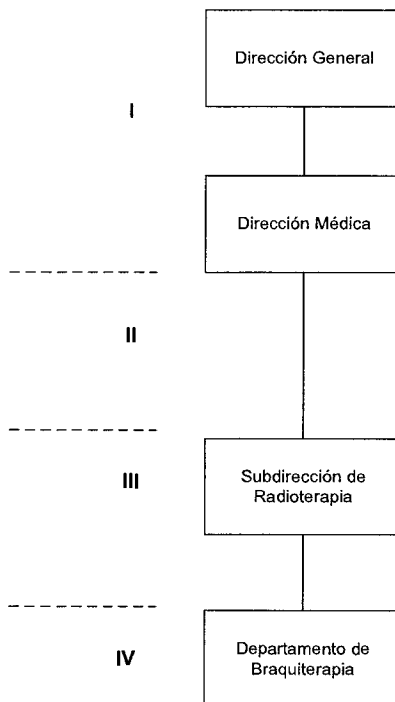 Dirección General
I
Dirección Médica
II
III
Subdirección de
Radioterapia
IV
Departamento de
Braquiterapia